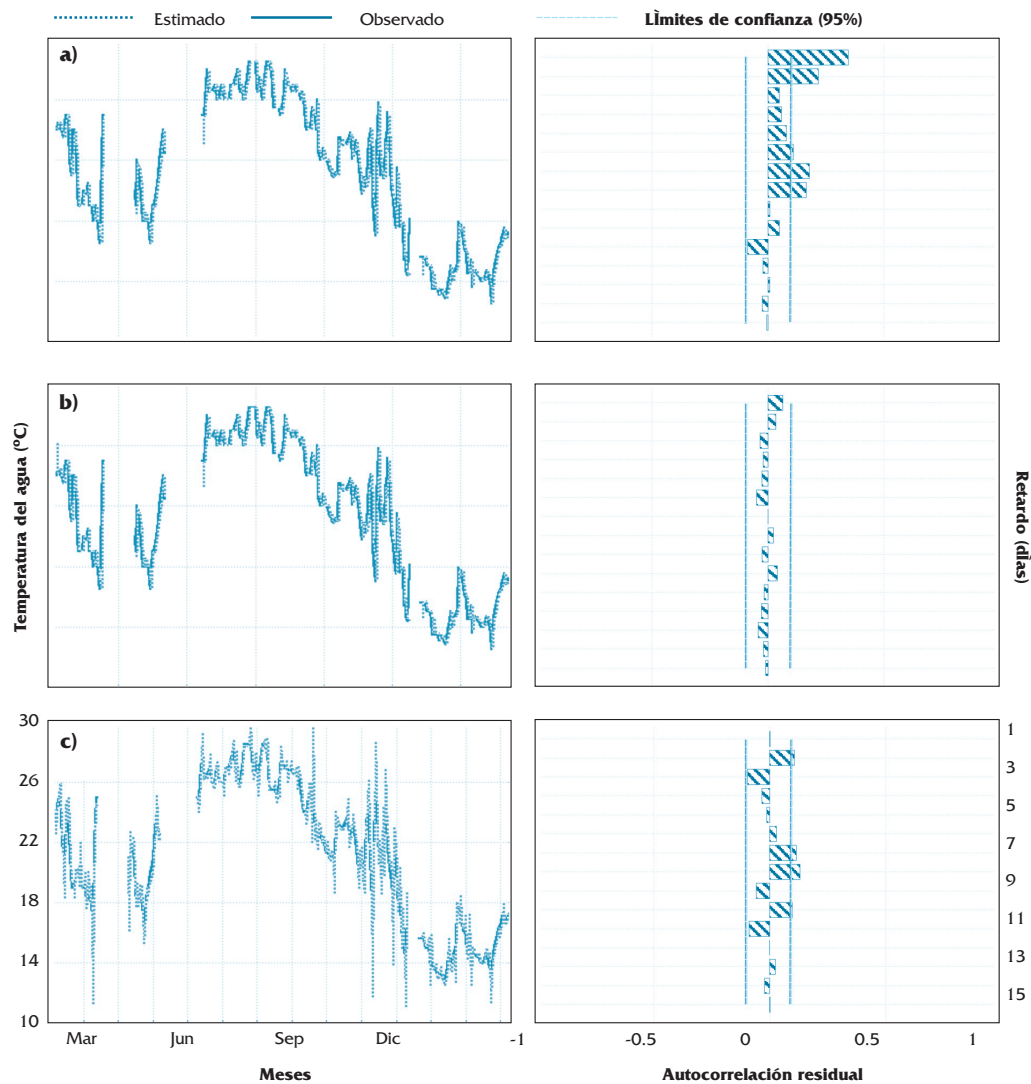 Estimado Observado LÌmites de confianza (95%)
a)
b)
Temperatura del agua (ºC)
Retardo (dÌas)
c)
30
26
22
18
14
10
Mar Jun Sep Dic -1
Meses
1
3
5
7
9
11
13
15
-0.5 0 0.5 1
Autocorrelación residual